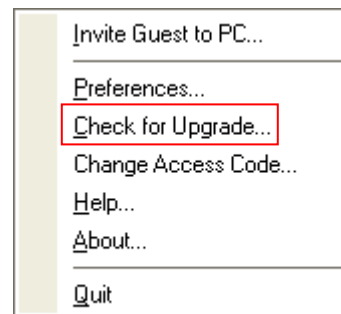 Invite Guest to PC...
Preferences...
Check for Upgrade...
Change Access Code...
Help...
About...
Quit